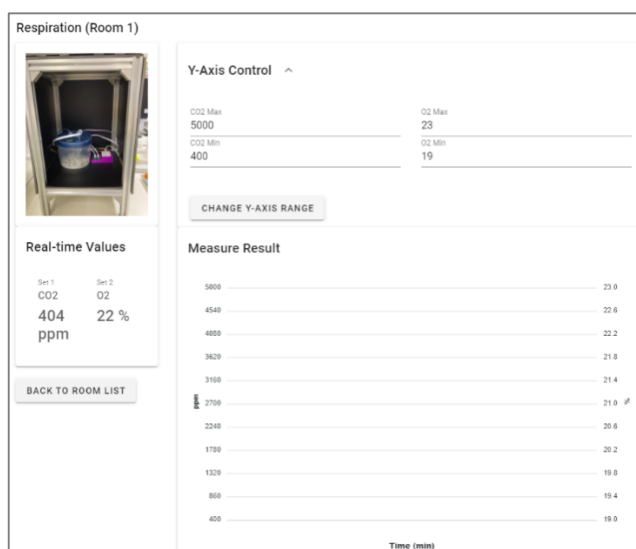 Respiration (Room 1)
Y-Axis Control
CO2 Max
5000
O2 Max
23
CO2 Min
400
O2 Min
19
CHANGE Y-AXIS RANGE
Real-time Values
Set 1
CO2
404
ppm
Set 2
O2
22 %
BACK TO ROOM LIST
Measure Result
5000 23.0
4540 22.6
4080 22.2
3620 21.8
3160 21.4
ppm 2700 21.0 %
2240 20.6
1780 20.2
1320 19.8
860 19.4
400 19.0
Time (min)